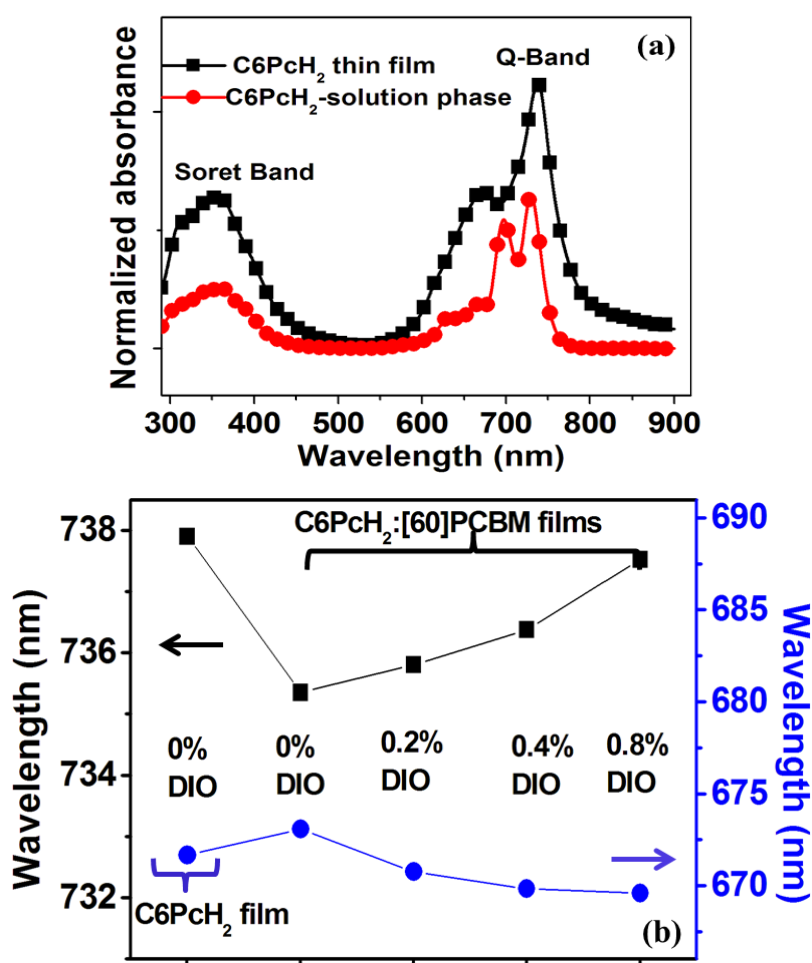 (a)
C6PcH₂ thin film
C6PcH₂-solution phase
Q-Band
Soret Band
Normalized absorbance
300 400 500 600 700 800 900
Wavelength (nm)
C6PcH₂:[60]PCBM films
738
736
734
732
Wavelength (nm)
690
685
680
675
670
Wavelength (nm)
0% 0% 0.2% 0.4% 0.8%
DIO DIO DIO DIO DIO
C6PcH₂ film
(b)